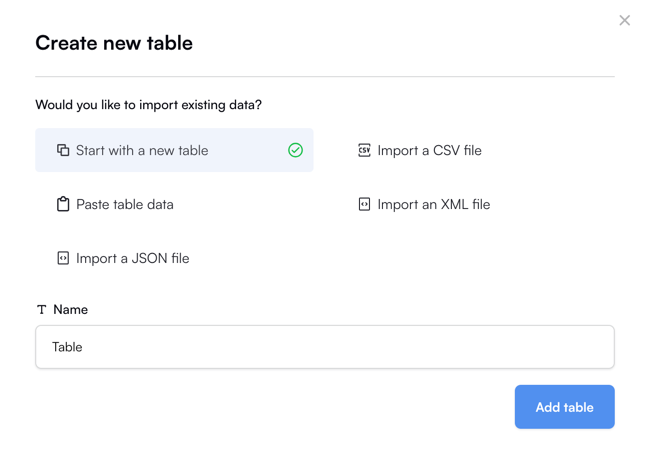 Create new table
Would you like to import existing data?
Start with a new table
CSV Import a CSV file
Paste table data
Import an XML file
Import a JSON file
T Name
Table
Add table